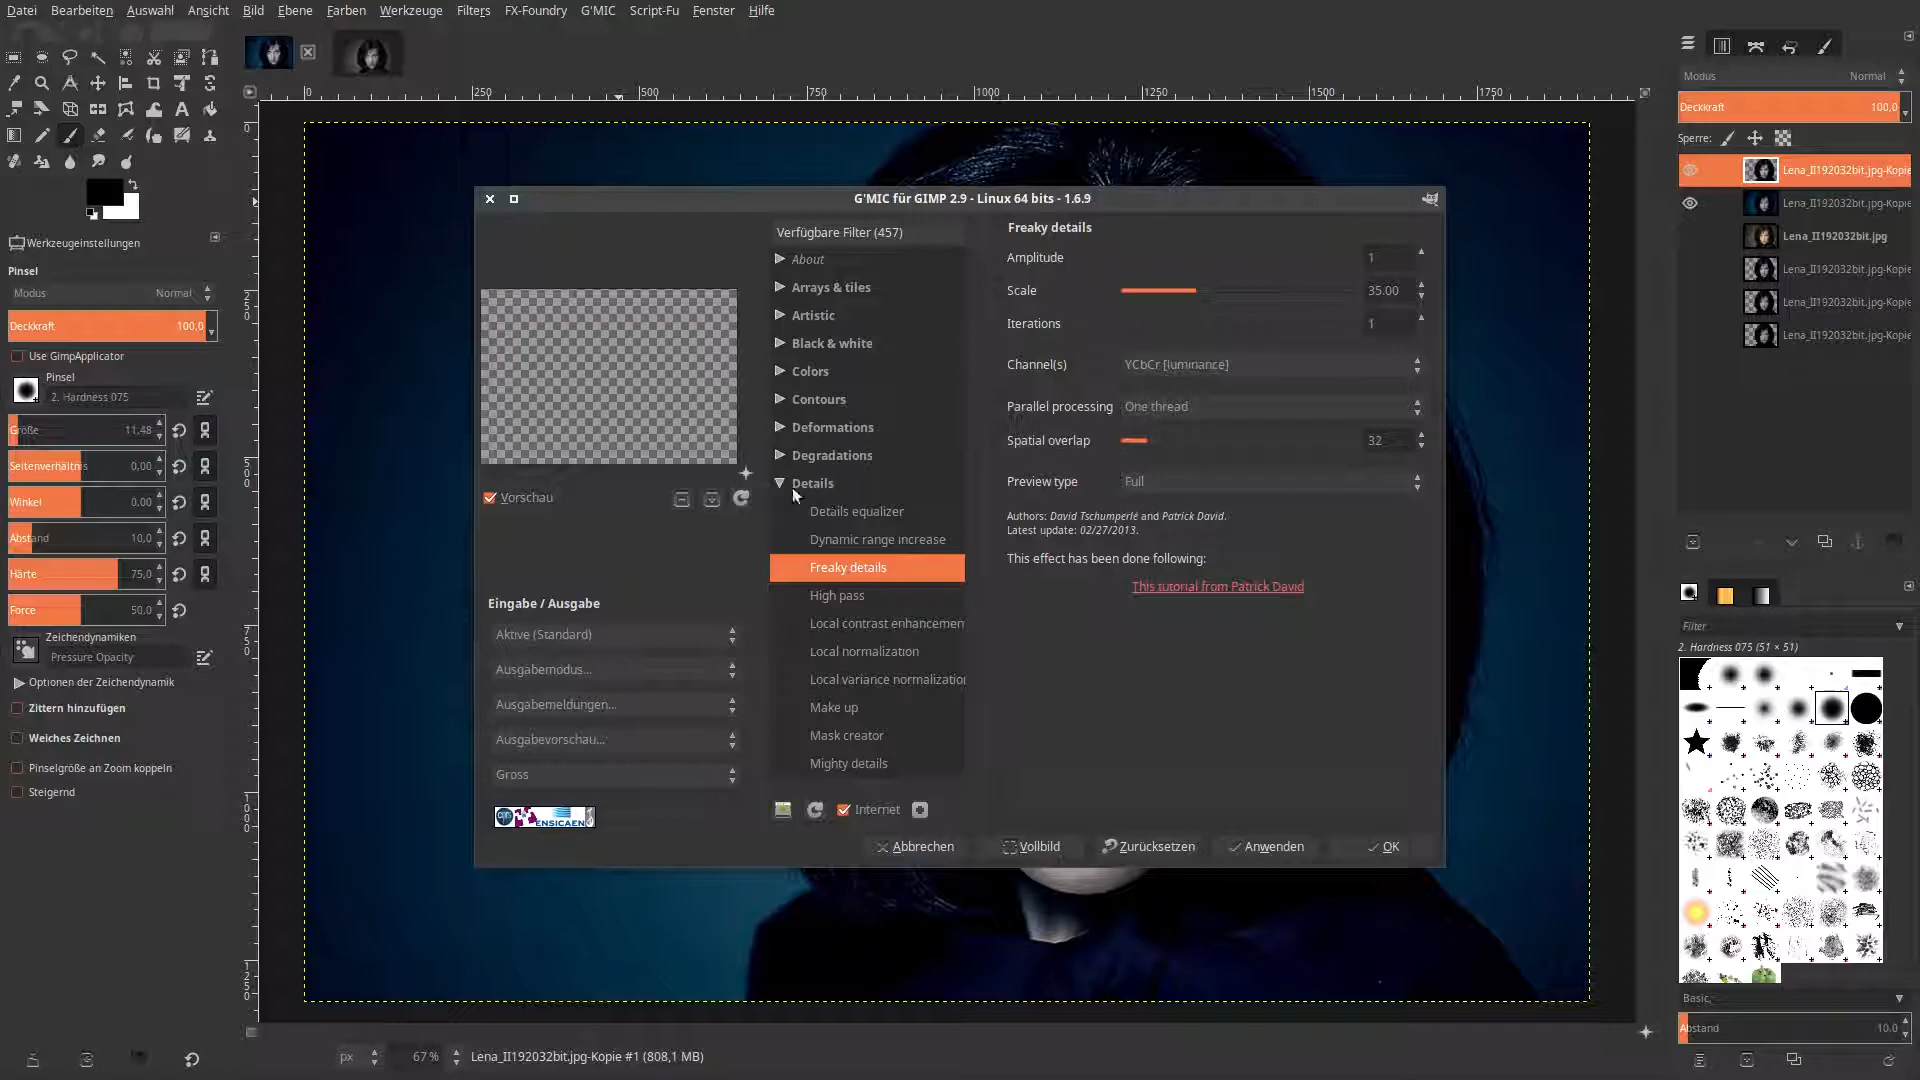 Datei Bearbeiten Auswahl Ansicht Bild Ebene Farben Werkzeuge Filters FX-Foundry G'MIC Script-Fu Fenster Hilfe
0 250 500 750 1000 1250 1500 1750
Werkzeugeinstellungen
Pinsel
Modus Normal
Deckkraft 100,0
Use GimpApplicator
Pinsel
2. Hardness 075
Größe 11,48
Seitenverhältnis 0,00
Winkel 0,00
Abstand 10,0
Härte 75,0
Force 50,0
Zeichendynamiken
Pressure Opacity
Optionen der Zeichendynamik
Zittern hinzufügen
Weiches Zeichnen
Pinselgröße an Zoom koppeln
Steigernd
0
250
500
750
1000
1250
G'MIC für GIMP 2.9 - Linux 64 bits - 1.6.9
Vorschau
Eingabe / Ausgabe
Aktive (Standard)
Ausgabemodus...
Ausgabemeldungen...
Ausgabevorschau...
Gross
cnrs ENSICAEN
Verfügbare Filter (457)
About
Arrays & tiles
Artistic
Black & white
Colors
Contours
Deformations
Degradations
Details
Details equalizer
Dynamic range increase
Freaky details
High pass
Local contrast enhancemen
Local normalization
Local variance normalization
Make up
Mask creator
Mighty details
Internet
Freaky details
Amplitude 1
Scale 35.00
Iterations 1
Channel(s) YCbCr [luminance]
Parallel processing One thread
Spatial overlap 32
Preview type Full
Authors: David Tschumperlé and Patrick David.
Latest update: 02/27/2013.
This effect has been done following:
This tutorial from Patrick David
Abbrechen Vollbild Zurücksetzen Anwenden OK
px 67 % Lena_II192032bit.jpg-Kopie #1 (808,1 MB)
Modus Normal
Deckkraft 100,0
Sperre:
Lena_II192032bit.jpg-Kopie
Lena_II192032bit.jpg-Kopie
Lena_II192032bit.jpg
Lena_II192032bit.jpg-Kopie
Lena_II192032bit.jpg-Kopie
Lena_II192032bit.jpg-Kopie
Filter
2. Hardness 075 (51 × 51)
Basic,
Abstand 10.0